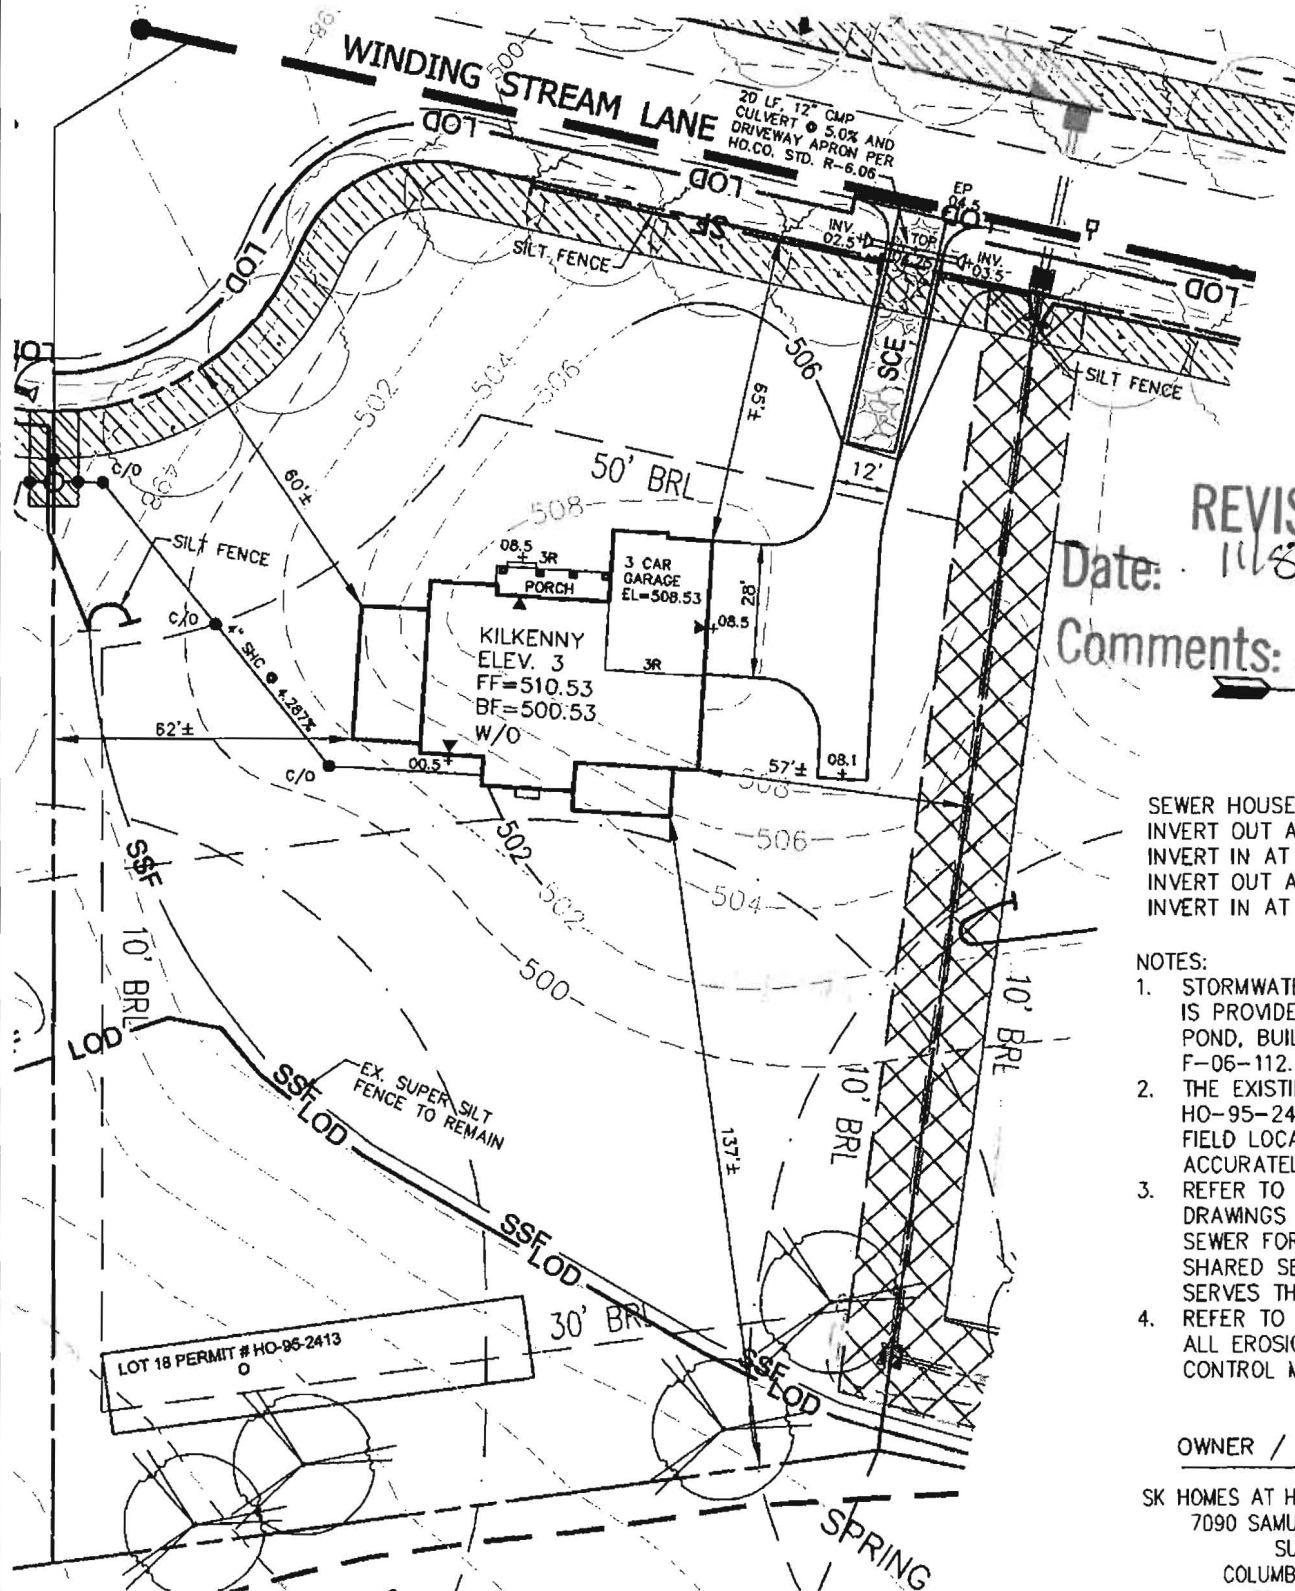 98
500
WINDING STREAM LANE
20 LF. 12" CMP
CULVERT @ 5.0% AND
DRIVEWAY APRON PER
HO.CO. STD. R-6.06
LOD
LOD
EP
04.5
SF
INV.
02.5
TOP
04.25
INV.
03.5
LOD
SILT FENCE
LOD
LOD
502
504
506
506
SCE
SILT FENCE
65'±
50' BRL
12'
60'±
508
C/O
498
SILT FENCE
08.5
3R
PORCH
3 CAR
GARAGE
EL=508.53
28'
08.5
3R
KILKENNY
ELEV. 3
FF=510.53
BF=500.53
W/O
C/O
4" SHC @ 4.287%
62'±
C/O
00.5
57'±
08.1
508
506
504
502
502
500
REVIS
Date:
Comments:
SEWER HOUSE
INVERT OUT A
INVERT IN AT
INVERT OUT A
INVERT IN AT
NOTES:
1. STORMWATE
IS PROVIDE
POND, BUIL
F-06-112.
2. THE EXISTI
HO-95-24
FIELD LOCA
ACCURATEL
3. REFER TO
DRAWINGS
SEWER FOR
SHARED SE
SERVES TH
4. REFER TO
ALL EROSI
CONTROL M
SSF
10' BRL
LOD
10' BRL
10' BRL
SSF
LOD
EX. SUPER SILT
FENCE TO REMAIN
137'±
SSF
LOD
30' BRL
LOT 18 PERMIT # HO-95-2413
SSF
LOD
OWNER /
SK HOMES AT H
7090 SAMU
SU
COLUMB
SPRING